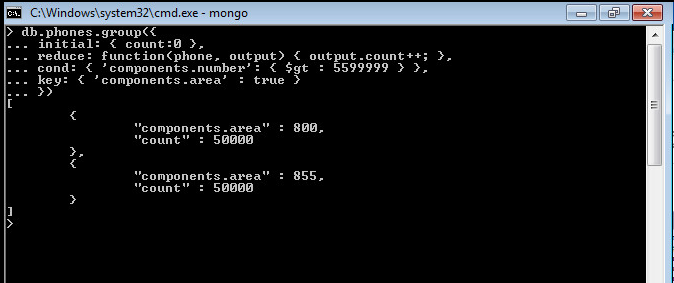 C:\Windows\system32\cmd.exe - mongo
> db.phones.group({
... initial: { count:0 },
... reduce: function(phone, output) { output.count++; },
... cond: { 'components.number': { $gt : 5599999 } },
... key: { 'components.area' : true }
... })
[
        {
                "components.area" : 800,
                "count" : 50000
        },
        {
                "components.area" : 855,
                "count" : 50000
        }
]
>